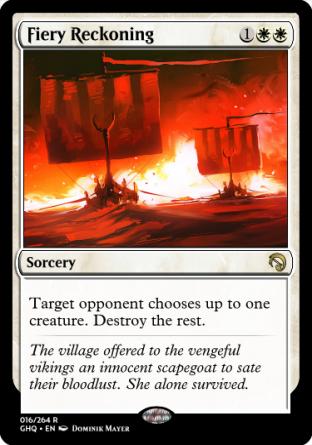 Fiery Reckoning 1
Sorcery
Target opponent chooses up to one
creature. Destroy the rest.
The village offered to the vengeful
vikings an innocent scapegoat to sate
their bloodlust. She alone survived.
016/264 R
GHQ • EN Dominik Mayer